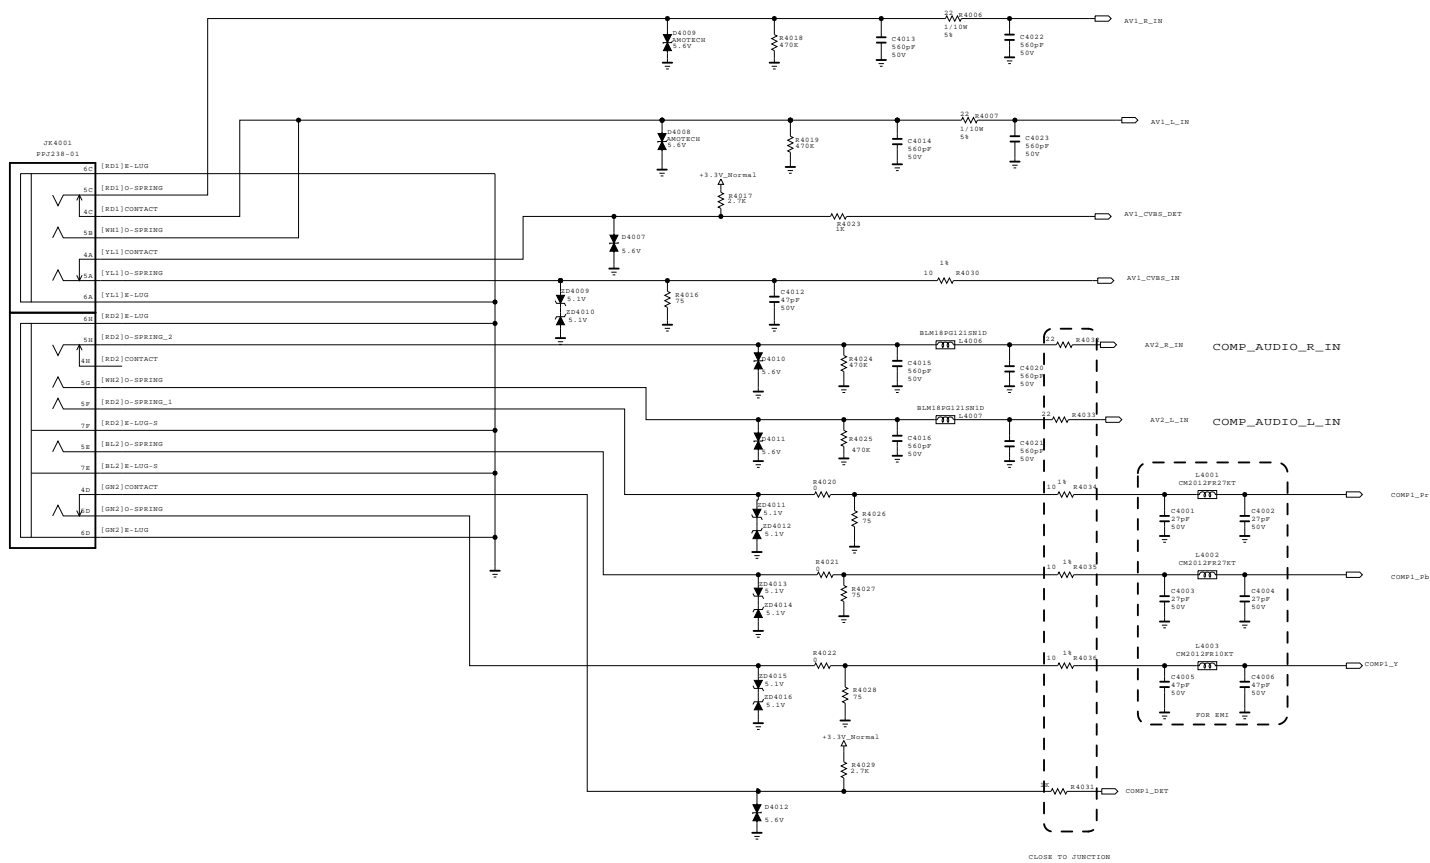 22 R4006
AV1_R_IN
1/10W
5%
D4009
AMOTECH
5.6V
R4018
470K
C4013
560pF
50V
C4022
560pF
50V
22 R4007
AV1_L_IN
1/10W
5%
D4008
AMOTECH
5.6V
R4019
470K
C4014
560pF
50V
C4023
560pF
50V
JK4001
PPJ238-01
6C [RD1]E-LUG
5C [RD1]O-SPRING
4C [RD1]CONTACT
5B [WH1]O-SPRING
4A [YL1]CONTACT
5A [YL1]O-SPRING
6A [YL1]E-LUG
6H [RD2]E-LUG
5H [RD2]O-SPRING_2
4H [RD2]CONTACT
5G [WH2]O-SPRING
5F [RD2]O-SPRING_1
7F [RD2]E-LUG-S
5E [BL2]O-SPRING
7E [BL2]E-LUG-S
4D [GN2]CONTACT
5D [GN2]O-SPRING
6D [GN2]E-LUG
+3.3V_Normal
R4017
2.7K
D4007
5.6V
R4023
1K
AV1_CVBS_DET
1%
10 R4030
AV1_CVBS_IN
ZD4009
5.1V
ZD4010
5.1V
R4016
75
C4012
47pF
50V
BLM18PG121SN1D
L4006
22 R4032
AV2_R_IN
COMP_AUDIO_R_IN
D4010
5.6V
R4024
470K
C4015
560pF
50V
C4020
560pF
50V
BLM18PG121SN1D
L4007
22 R4033
AV2_L_IN
COMP_AUDIO_L_IN
D4011
5.6V
R4025
470K
C4016
560pF
50V
C4021
560pF
50V
R4020
0
ZD4011
5.1V
ZD4012
5.1V
R4026
75
1%
10 R4034
L4001
CM2012FR27KT
C4001
27pF
50V
C4002
27pF
50V
COMP1_Pr
R4021
0
ZD4013
5.1V
ZD4014
5.1V
R4027
75
1%
10 R4035
L4002
CM2012FR27KT
C4003
27pF
50V
C4004
27pF
50V
COMP1_Pb
R4022
0
ZD4015
5.1V
ZD4016
5.1V
R4028
75
1%
10 R4036
L4003
CM2012FR10KT
C4005
47pF
50V
C4006
47pF
50V
COMP1_Y
FOR EMI
+3.3V_Normal
R4029
2.7K
D4012
5.6V
1K R4031
COMP1_DET
CLOSE TO JUNCTION